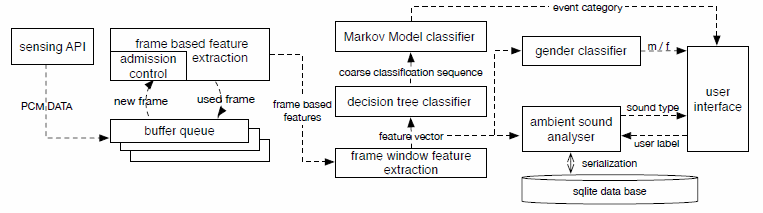 event category
sensing API
frame based feature
extraction
admission
control
Markov Model classifier
gender classifier
m / f
coarse classification sequence
PCM DATA
new frame
used frame
frame based
features
decision tree classifier
user
interface
buffer queue
feature vector
ambient sound
analyser
sound type
user label
frame window feature
extraction
serialization
sqlite data base